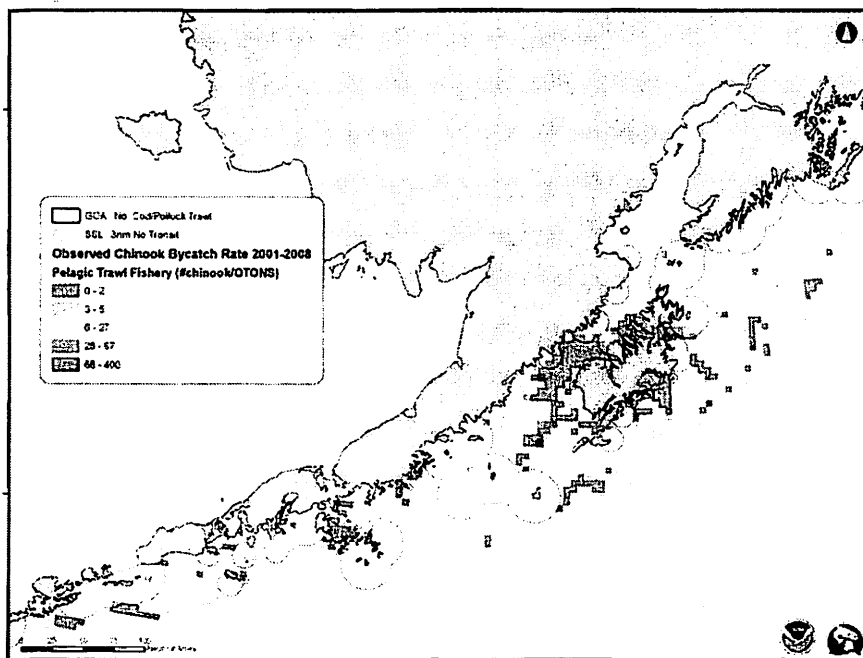 GOA No Cod/Pollock Trawl
SSL 3nm No Transit
Observed Chinook Bycatch Rate 2001-2008
Pelagic Trawl Fishery (#chinook/OTONS)
0 - 2
3 - 5
6 - 27
28 - 67
68 - 400